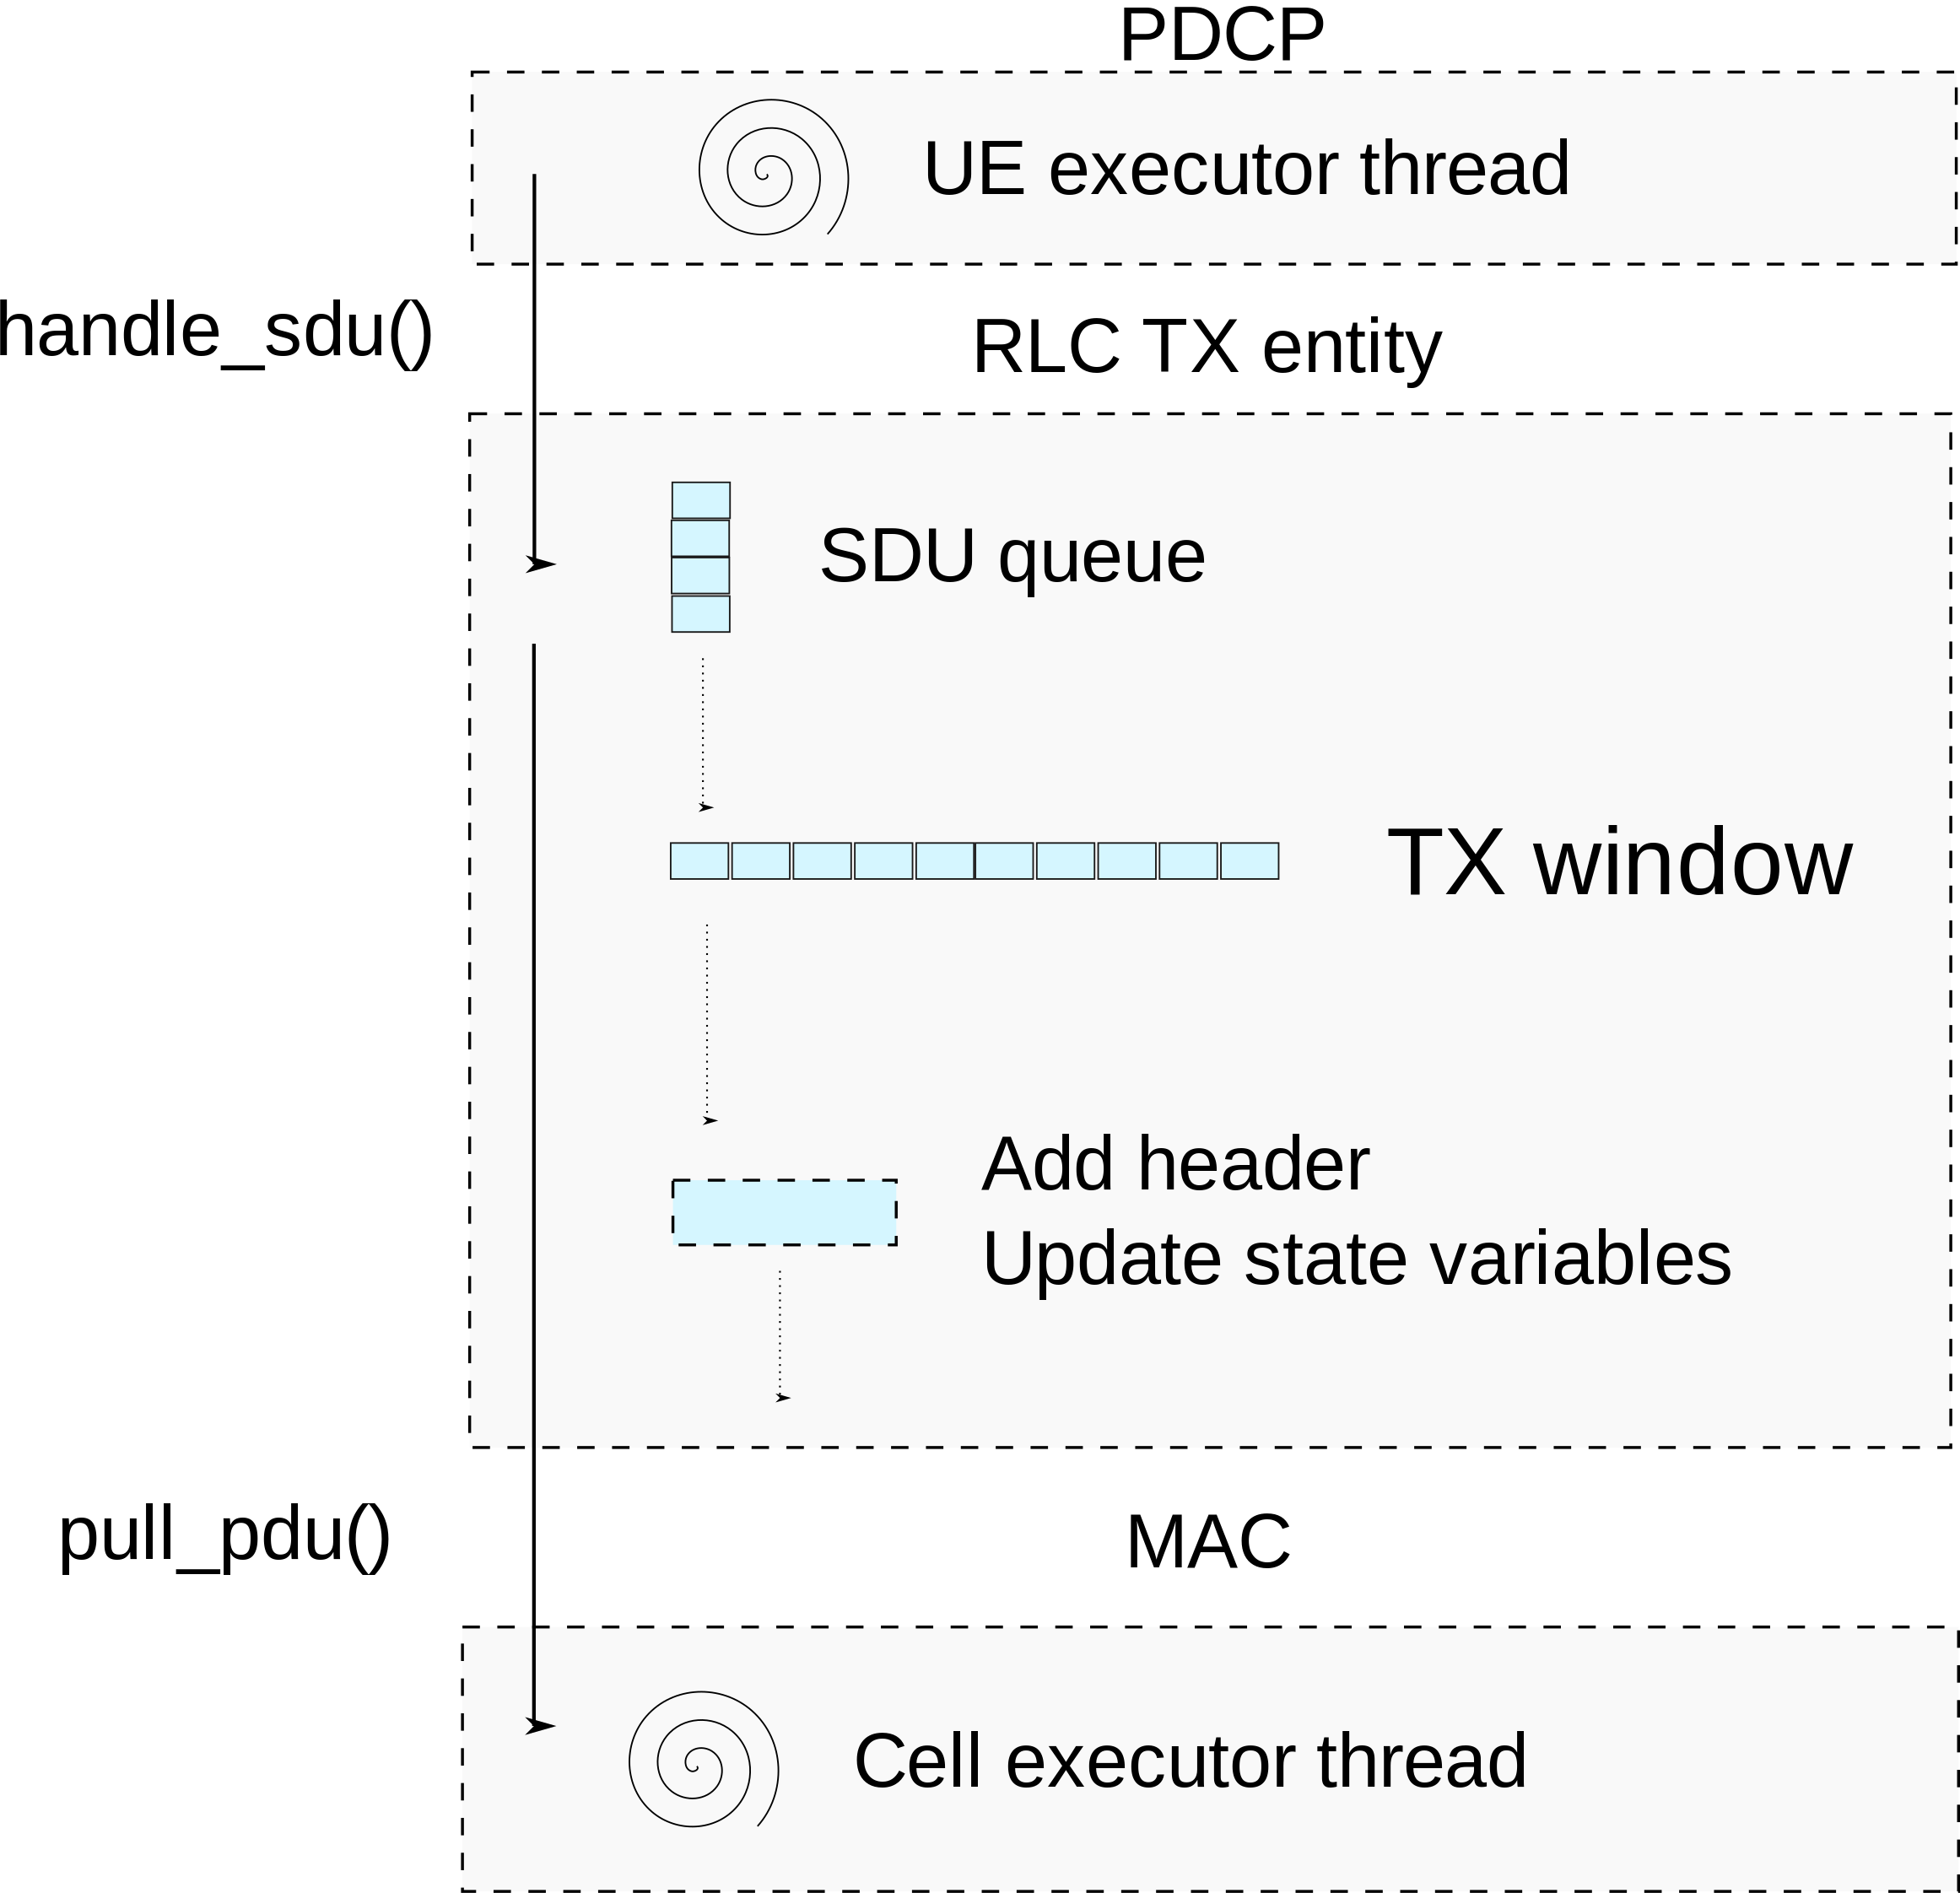 PDCP
UE executor thread
handle_sdu()
RLC TX entity
SDU queue
TX window
Add header
Update state variables
pull_pdu()
MAC
Cell executor thread